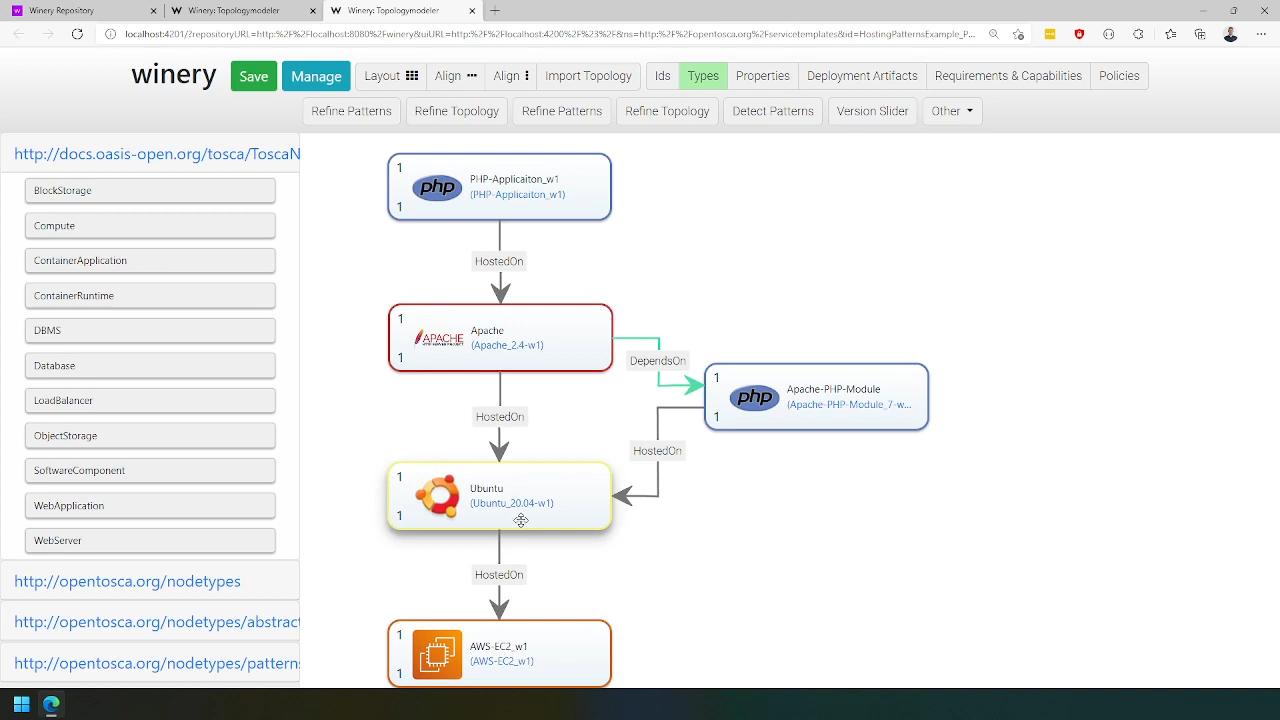 Winery Repository
Winery: Topologymodeler
Winery: Topologymodeler
localhost:4201/?repositoryURL=http:%2F%2Flocalhost:8080%2Fwinery&uiURL=http:%2F%2Flocalhost:4200%2F%23%2F&ns=http:%2F%2Fopentosca.org%2Fservicetemplates&id=HostingPatternsExample_P...
winery
Save
Manage
Layout
Align
Align
Import Topology
Ids
Types
Properties
Deployment Artifacts
Requirements & Capabilities
Policies
Refine Patterns
Refine Topology
Refine Patterns
Refine Topology
Detect Patterns
Version Slider
Other
http://docs.oasis-open.org/tosca/ToscaN
BlockStorage
Compute
ContainerApplication
ContainerRuntime
DBMS
Database
LoadBalancer
ObjectStorage
SoftwareComponent
WebApplication
WebServer
http://opentosca.org/nodetypes
http://opentosca.org/nodetypes/abstract
http://opentosca.org/nodetypes/patterns
1
php
PHP-Applicaiton_w1
(PHP-Applicaiton_w1)
1
HostedOn
1
APACHE
Apache
(Apache_2.4-w1)
1
DependsOn
1
php
Apache-PHP-Module
(Apache-PHP-Module_7-w...
1
HostedOn
HostedOn
1
Ubuntu
(Ubuntu_20.04-w1)
1
HostedOn
1
AWS-EC2_w1
(AWS-EC2_w1)
1